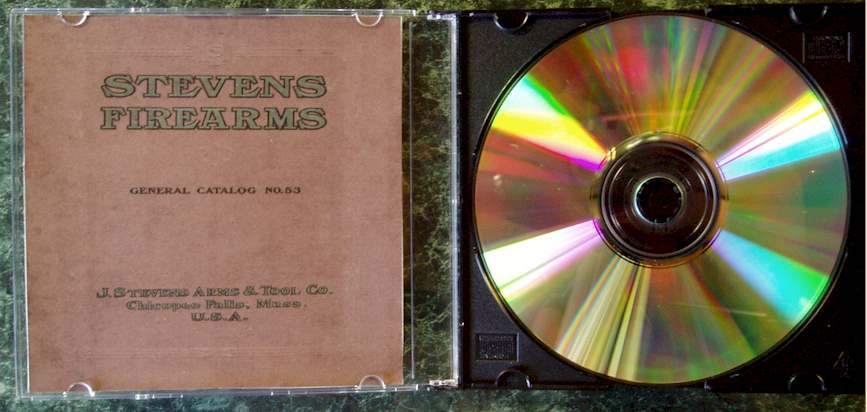 STEVENS
FIREARMS
GENERAL CATALOG NO. 53
J. STEVENS ARMS & TOOL CO.
Chicopee Falls, Mass.
U.S.A.